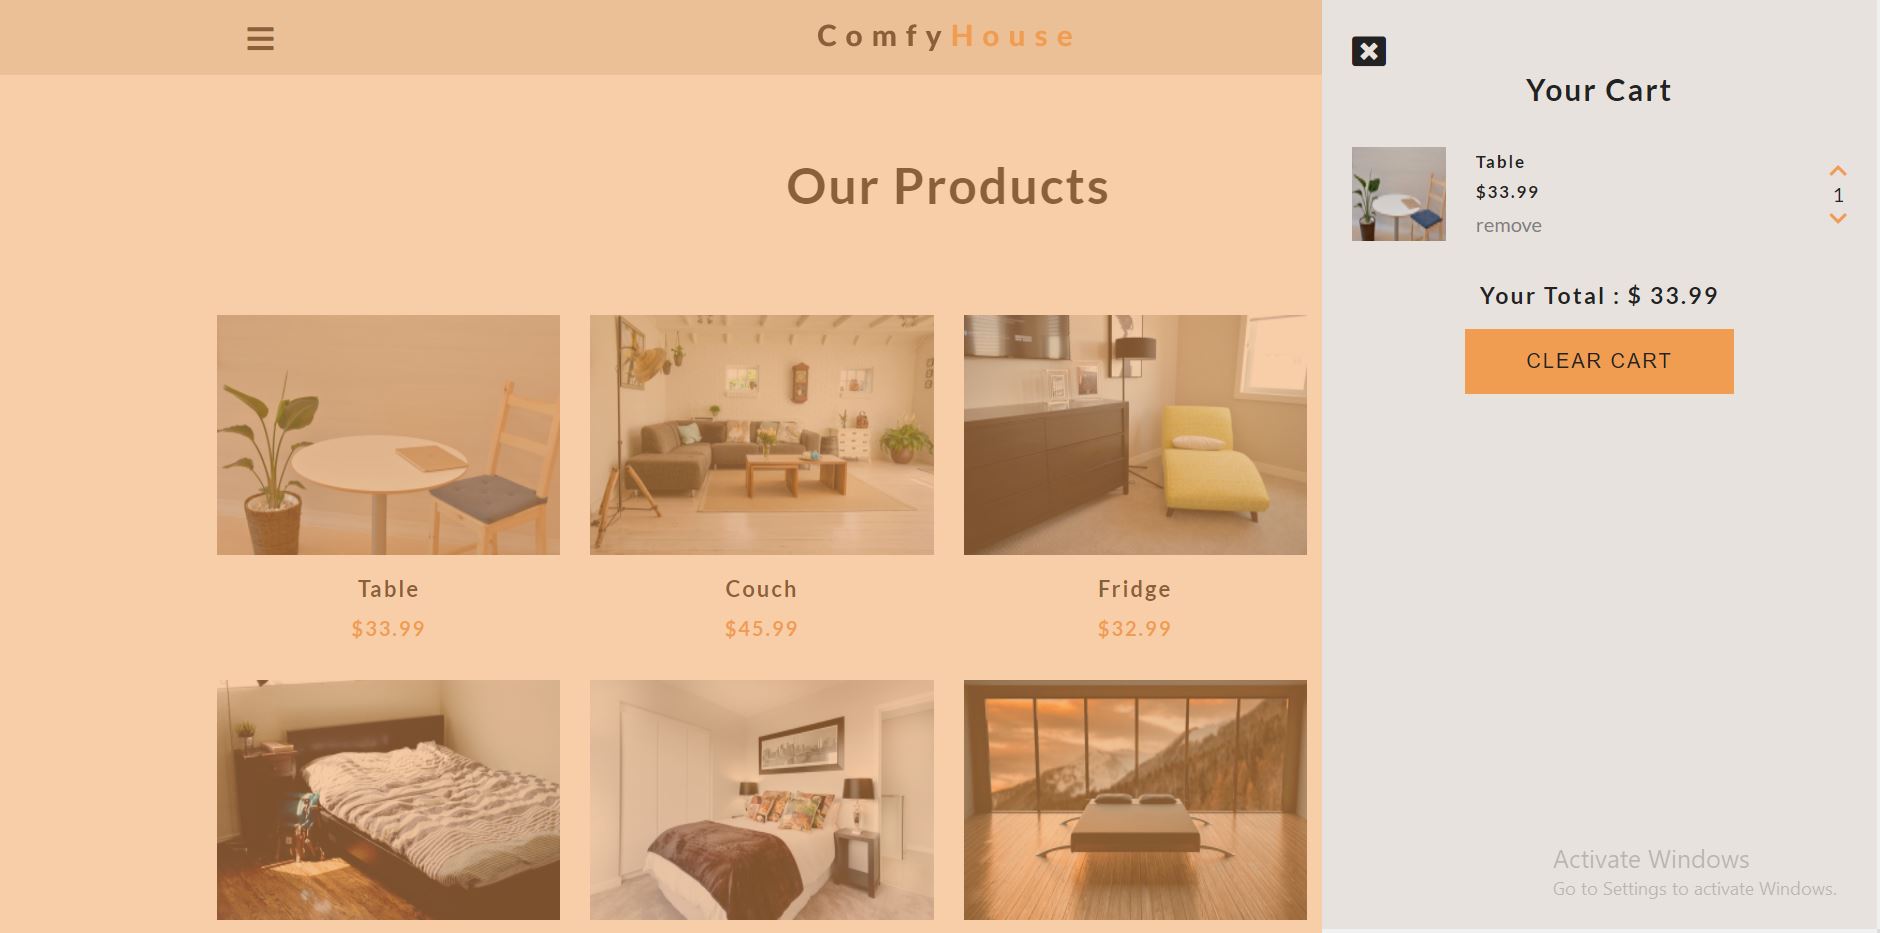 ComfyHouse
Our Products
Table
$33.99
Couch
$45.99
Fridge
$32.99
Your Cart
Table
$33.99
remove
1
Your Total : $ 33.99
CLEAR CART
Activate Windows
Go to Settings to activate Windows.